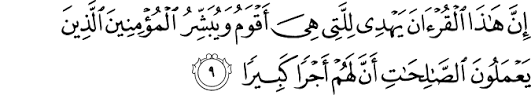 إِنَّ هَٰذَا ٱلْقُرْءَانَ يَهْدِى لِلَّتِى هِىَ أَقْوَمُ وَيُبَشِّرُ ٱلْمُؤْمِنِينَ ٱلَّذِينَ
يَعْمَلُونَ ٱلصَّٰلِحَٰتِ أَنَّ لَهُمْ أَجْرًا كَبِيرًا ٩